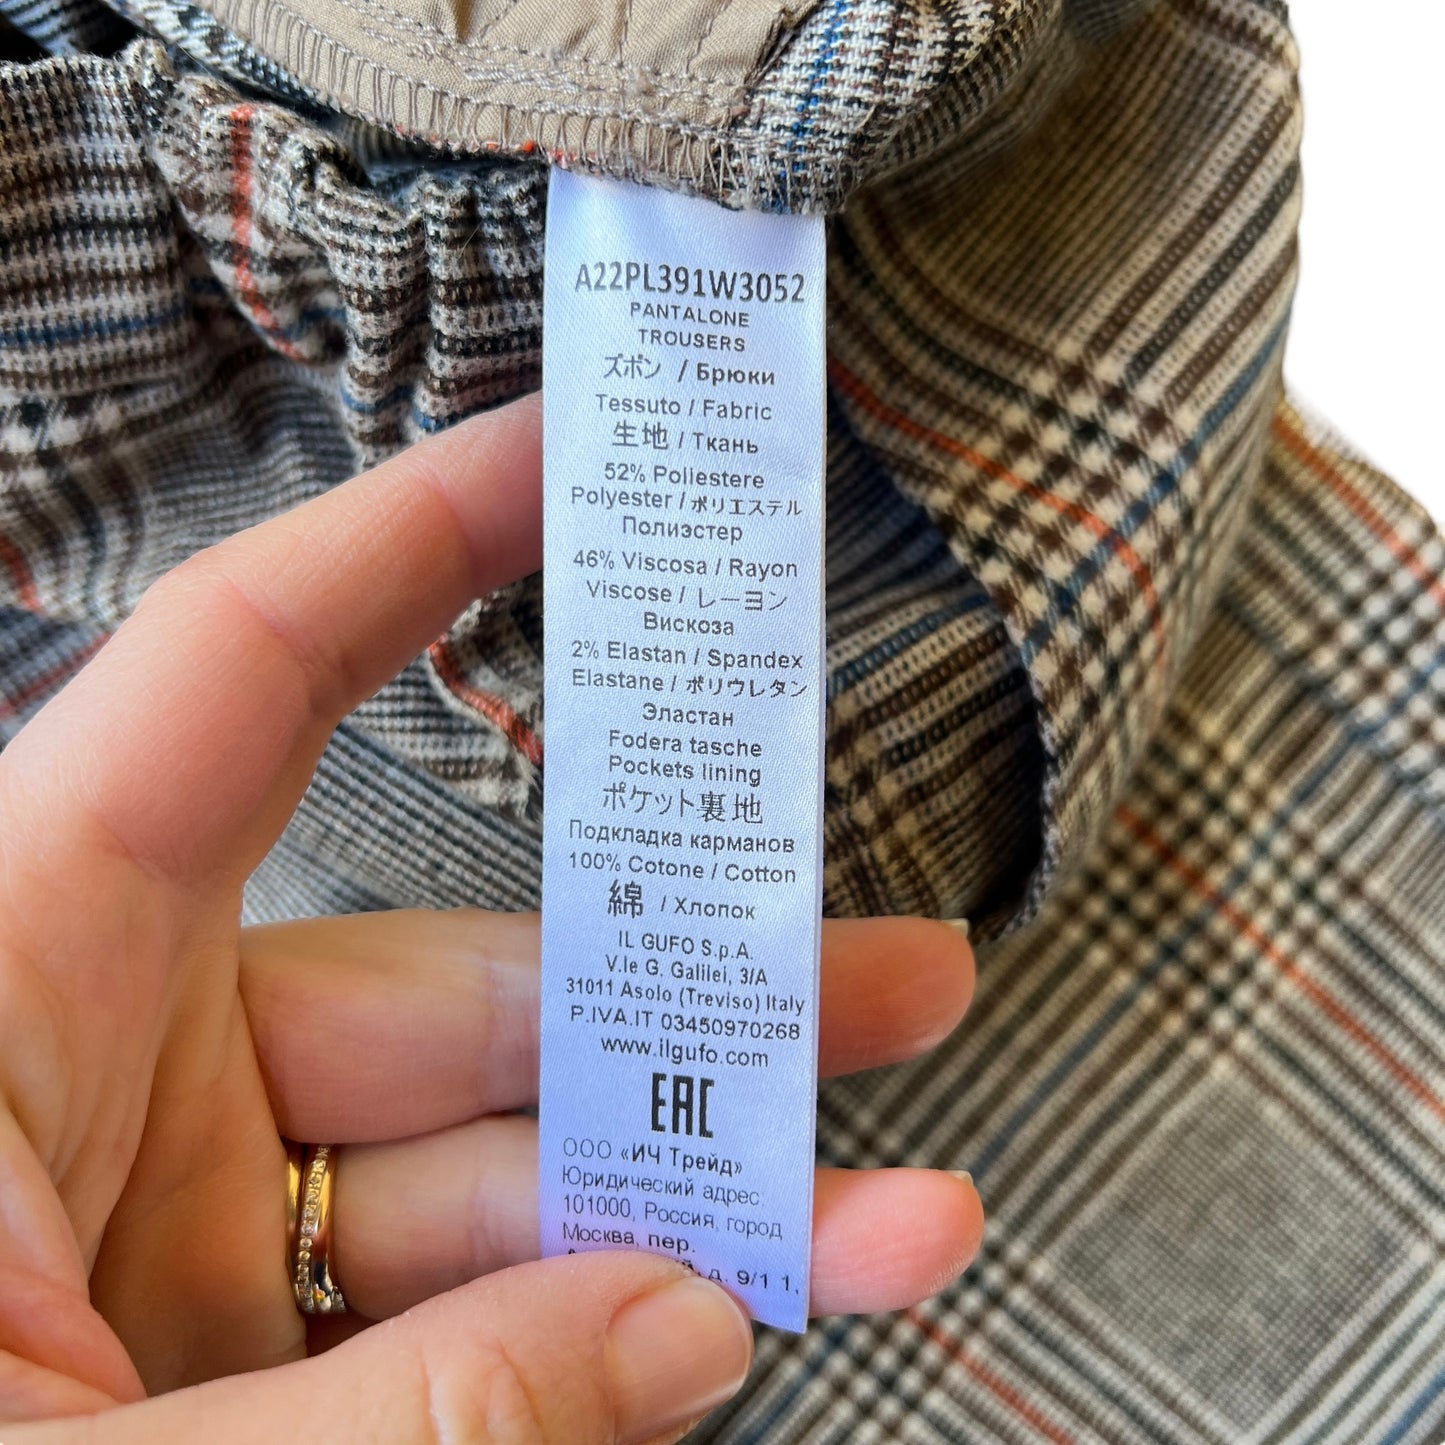 A22PL391W3052
PANTALONE
TROUSERS
ズボン / Брюки
Tessuto / Fabric
生地 / Ткань
52% Poliestere
Polyester / ポリエステル
Полиэстер
46% Viscosa / Rayon
Viscose / レーヨン
Вискоза
2% Elastan / Spandex
Elastane / ポリウレタン
Эластан
Fodera tasche
Pockets lining
ポケット裏地
Подкладка карманов
100% Cotone / Cotton
綿 / Хлопок
IL GUFO S.p.A.
V.le G. Galilei, 3/A
31011 Asolo (Treviso) Italy
P.IVA.IT 03450970268
www.ilgufo.com
EAC
ООО «ИЧ Трейд»
Юридический адрес:
101000, Россия, город
Москва, пер.
д. 9/1 1,